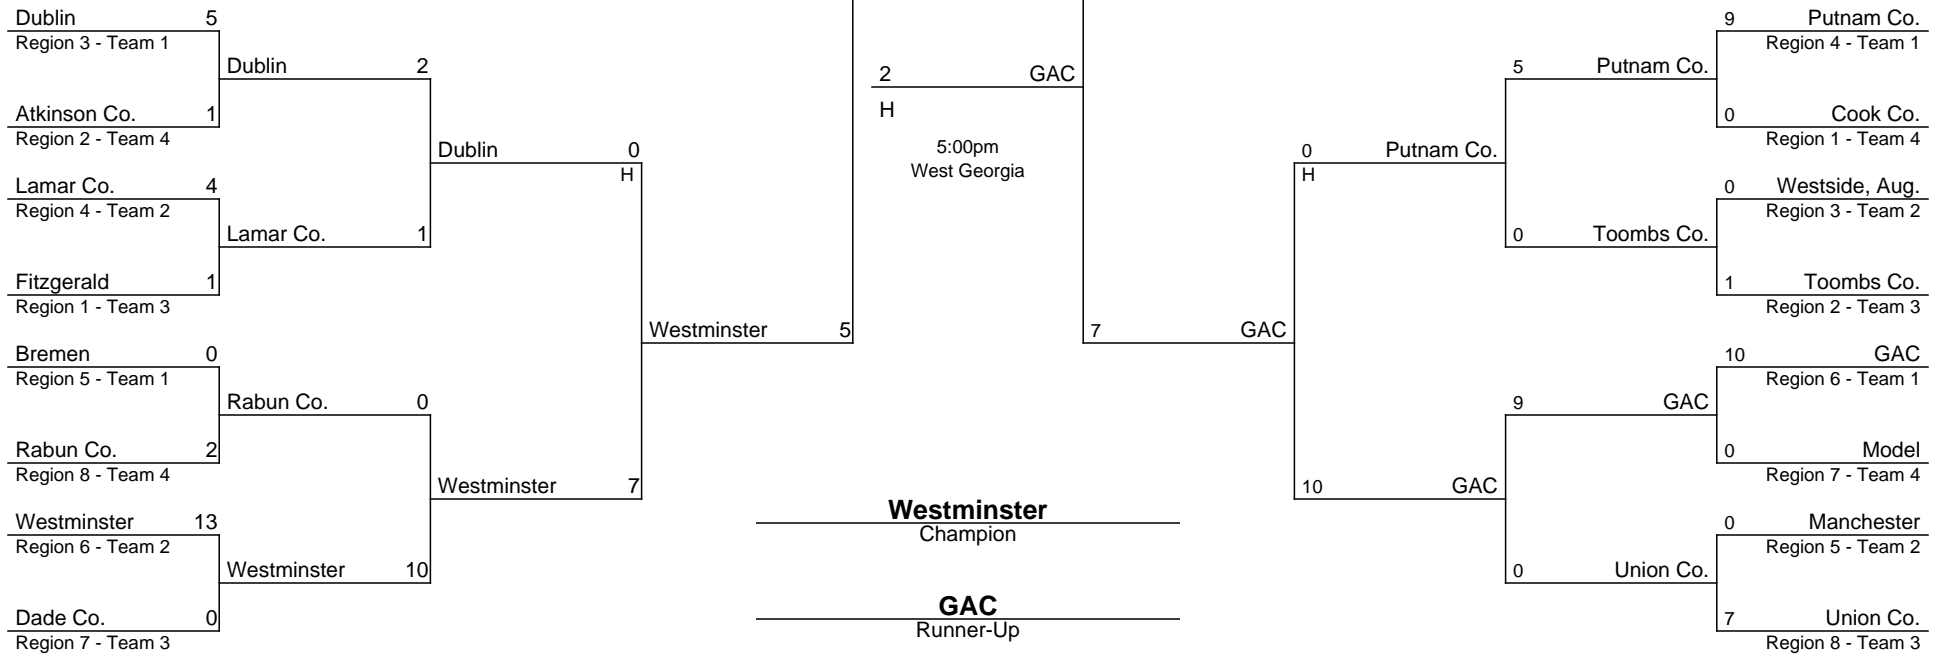 Dublin 5
Region 3 - Team 1
Atkinson Co. 1
Region 2 - Team 4
Lamar Co. 4
Region 4 - Team 2
Fitzgerald 1
Region 1 - Team 3
Bremen 0
Region 5 - Team 1
Rabun Co. 2
Region 8 - Team 4
Westminster 13
Region 6 - Team 2
Dade Co. 0
Region 7 - Team 3
Dublin 2
Lamar Co. 1
Rabun Co. 0
Westminster 10
Dublin 0
H
Westminster 7
Westminster 5
2 GAC
H
5:00pm
West Georgia
Westminster
Champion
GAC
Runner-Up
7 GAC
0 Putnam Co.
H
10 GAC
5 Putnam Co.
0 Toombs Co.
9 GAC
0 Union Co.
9 Putnam Co.
Region 4 - Team 1
0 Cook Co.
Region 1 - Team 4
0 Westside, Aug.
Region 3 - Team 2
1 Toombs Co.
Region 2 - Team 3
10 GAC
Region 6 - Team 1
0 Model
Region 7 - Team 4
0 Manchester
Region 5 - Team 2
7 Union Co.
Region 8 - Team 3